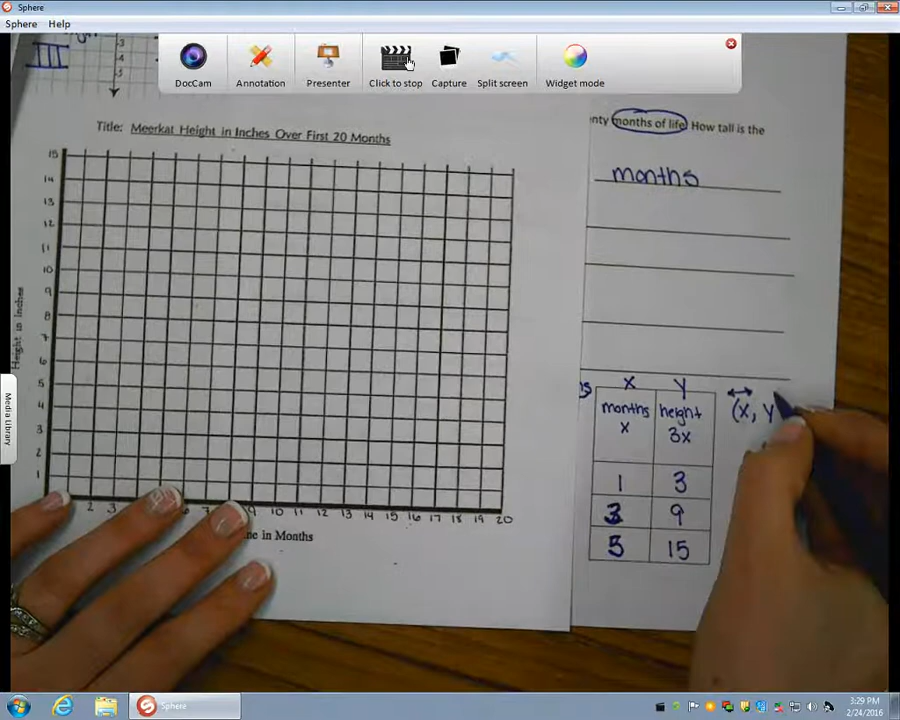 Sphere
Sphere Help
DocCam Annotation Presenter Click to stop Capture Split screen Widget mode
III
Title: Meerkat Height in Inches Over First 20 Months
15
14
13
12
11
10
9
8
7
6
5
4
3
2
1
Height in Inches
2 3 6 9 10 11 12 13 14 15 16 17 18 19 20
in Months
months of life. How tall is the
months
x y
months x
height 3x
1 3
3 9
5 15
(x, y
Media Library
Sphere
3:29 PM
2/24/2016